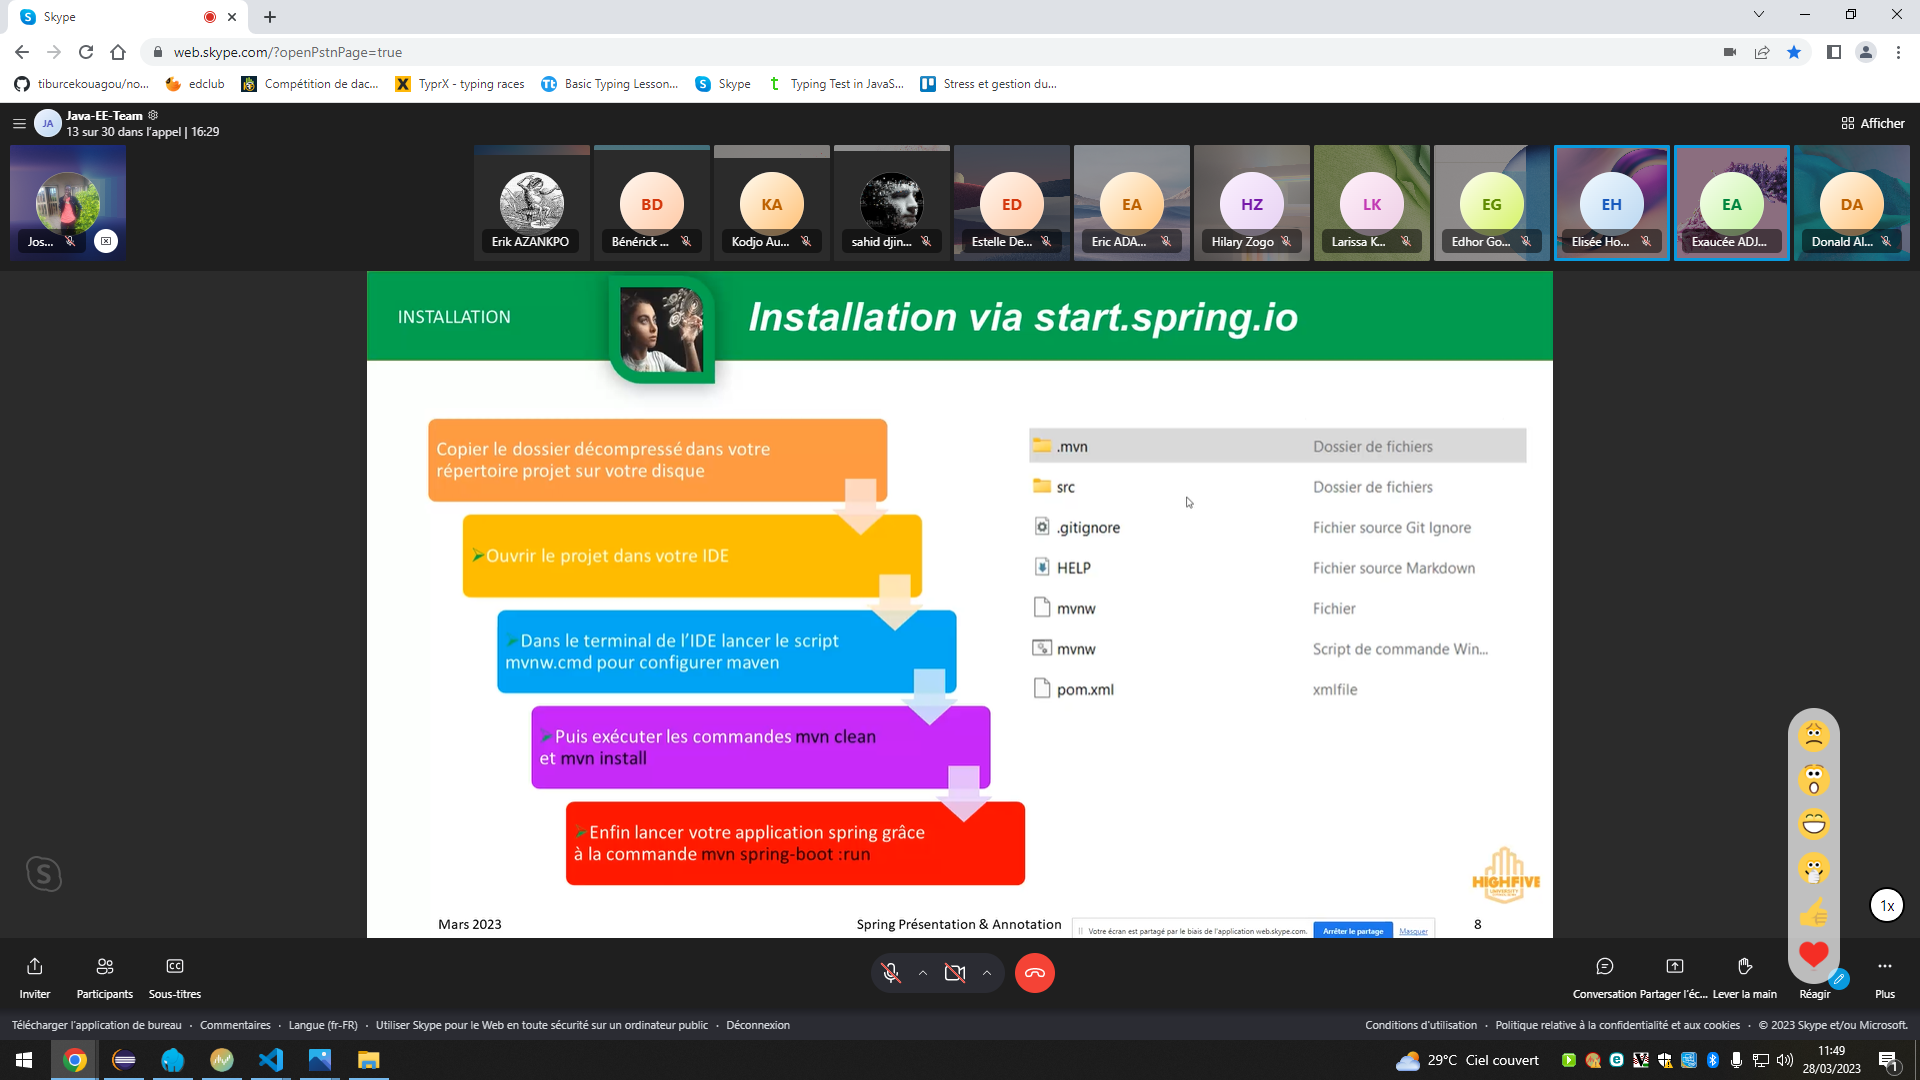 Skype
web.skype.com/?openPstnPage=true
tiburcekouagou/no...
edclub
Compétition de dac...
TyprX - typing races
Basic Typing Lesson...
Skype
Typing Test in JavaS...
Stress et gestion du...
JA
Java-EE-Team
13 sur 30 dans l'appel | 16:29
Afficher
Jos...
Erik AZANKPO
BD
Bénérick ...
KA
Kodjo Au...
sahid djin...
ED
Estelle De...
EA
Eric ADA...
HZ
Hilary Zogo
LK
Larissa K...
EG
Edhor Go...
EH
Elisée Ho...
EA
Exaucée ADJ...
DA
Donald Al...
INSTALLATION
Installation via start.spring.io
Copier le dossier décompressé dans votre
répertoire projet sur votre disque
Ouvrir le projet dans votre IDE
Dans le terminal de l'IDE lancer le script
mvnw.cmd pour configurer maven
Puis exécuter les commandes mvn clean
et mvn install
Enfin lancer votre application spring grâce
à la commande mvn spring-boot :run
.mvn Dossier de fichiers
src Dossier de fichiers
.gitignore Fichier source Git Ignore
HELP Fichier source Markdown
mvnw Fichier
mvnw Script de commande Win...
pom.xml xmlfile
HIGHFIVE
UNIVERSITY
Mars 2023
Spring Présentation & Annotation
Votre écran est partagé par le biais de l'application web.skype.com.
Arrêter le partage
Masquer
8
1x
Inviter
Participants
Sous-titres
Conversation
Partager l'éc...
Lever la main
Réagir
Plus
Télécharger l'application de bureau · Commentaires · Langue (fr-FR) · Utiliser Skype pour le Web en toute sécurité sur un ordinateur public · Déconnexion
Conditions d'utilisation · Politique relative à la confidentialité et aux cookies · © 2023 Skype et/ou Microsoft.
29°C Ciel couvert
11:49
28/03/2023
1